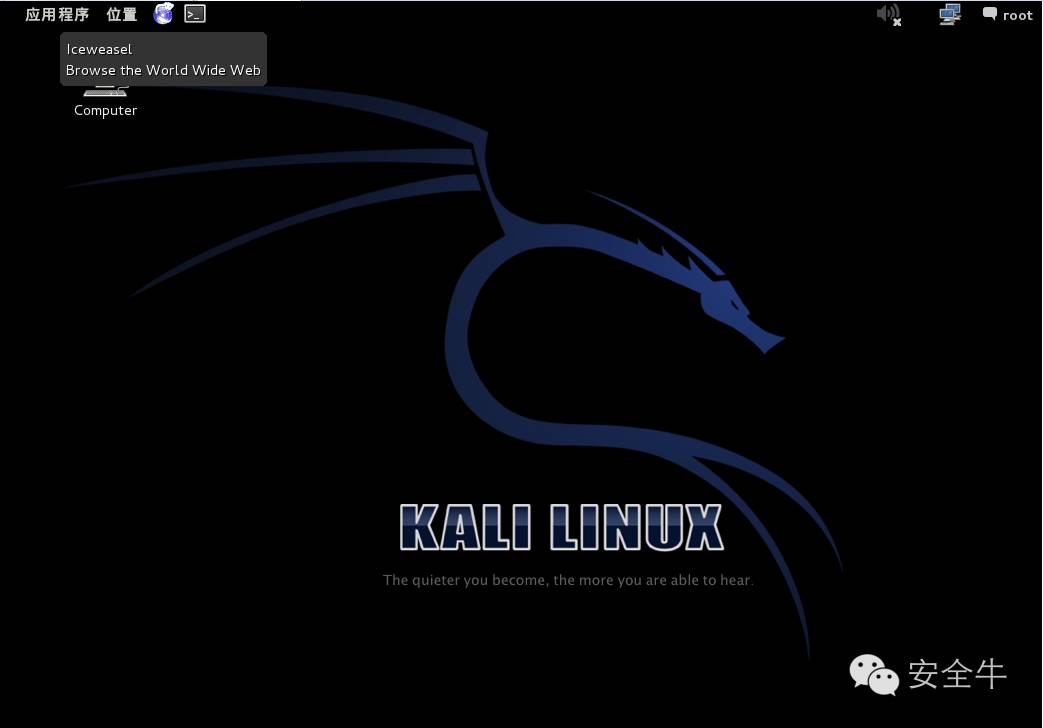 应用程序 位置 root
Iceweasel
Browse the World Wide Web
Computer
KALI LINUX
The quieter you become, the more you are able to hear.
安全牛